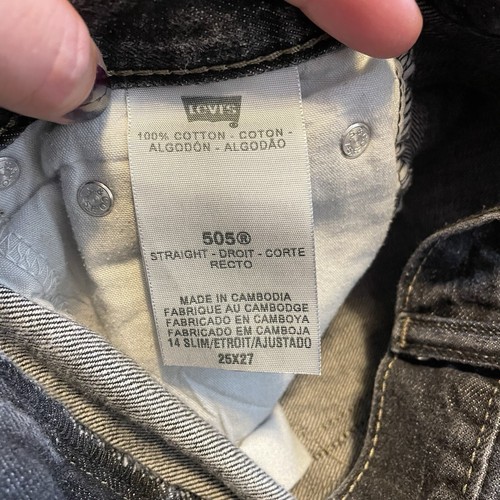 Levi's
100% COTTON - COTON -
ALGODÓN - ALGODÃO
505®
STRAIGHT - DROIT - CORTE
RECTO
MADE IN CAMBODIA
FABRIQUE AU CAMBODGE
FABRICADO EN CAMBOYA
FABRICADO EM CAMBOJA
14 SLIM/ETROIT/AJUSTADO
25X27